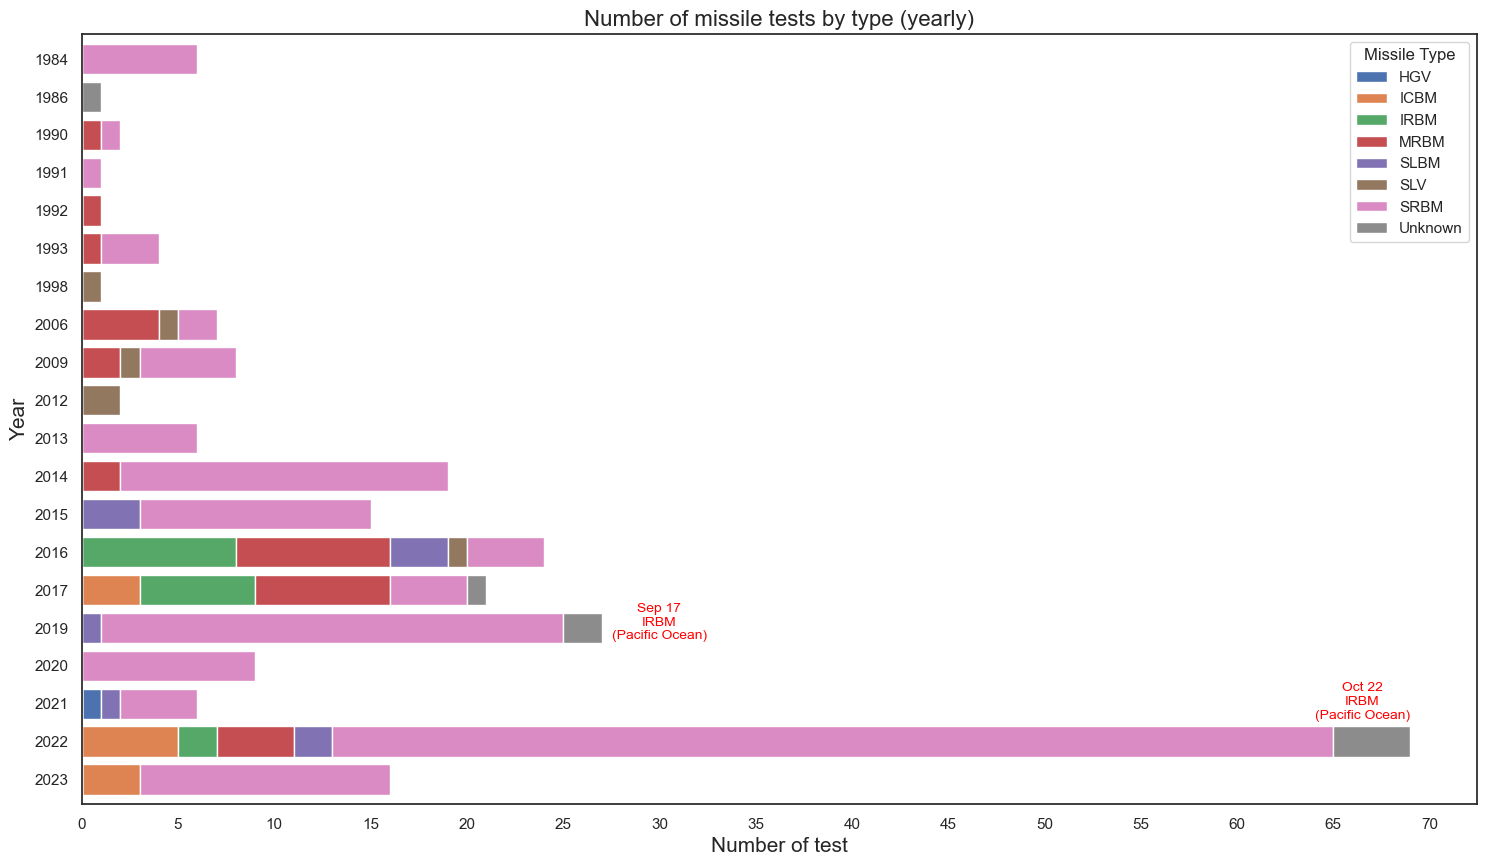 Number of missile tests by type (yearly)
Missile Type
HGV
ICBM
IRBM
MRBM
SLBM
SLV
SRBM
Unknown
Year
1984
1986
1990
1991
1992
1993
1998
2006
2009
2012
2013
2014
2015
2016
2017
2019
2020
2021
2022
2023
Sep 17
IRBM
(Pacific Ocean)
Oct 22
IRBM
(Pacific Ocean)
0 5 10 15 20 25 30 35 40 45 50 55 60 65 70
Number of test